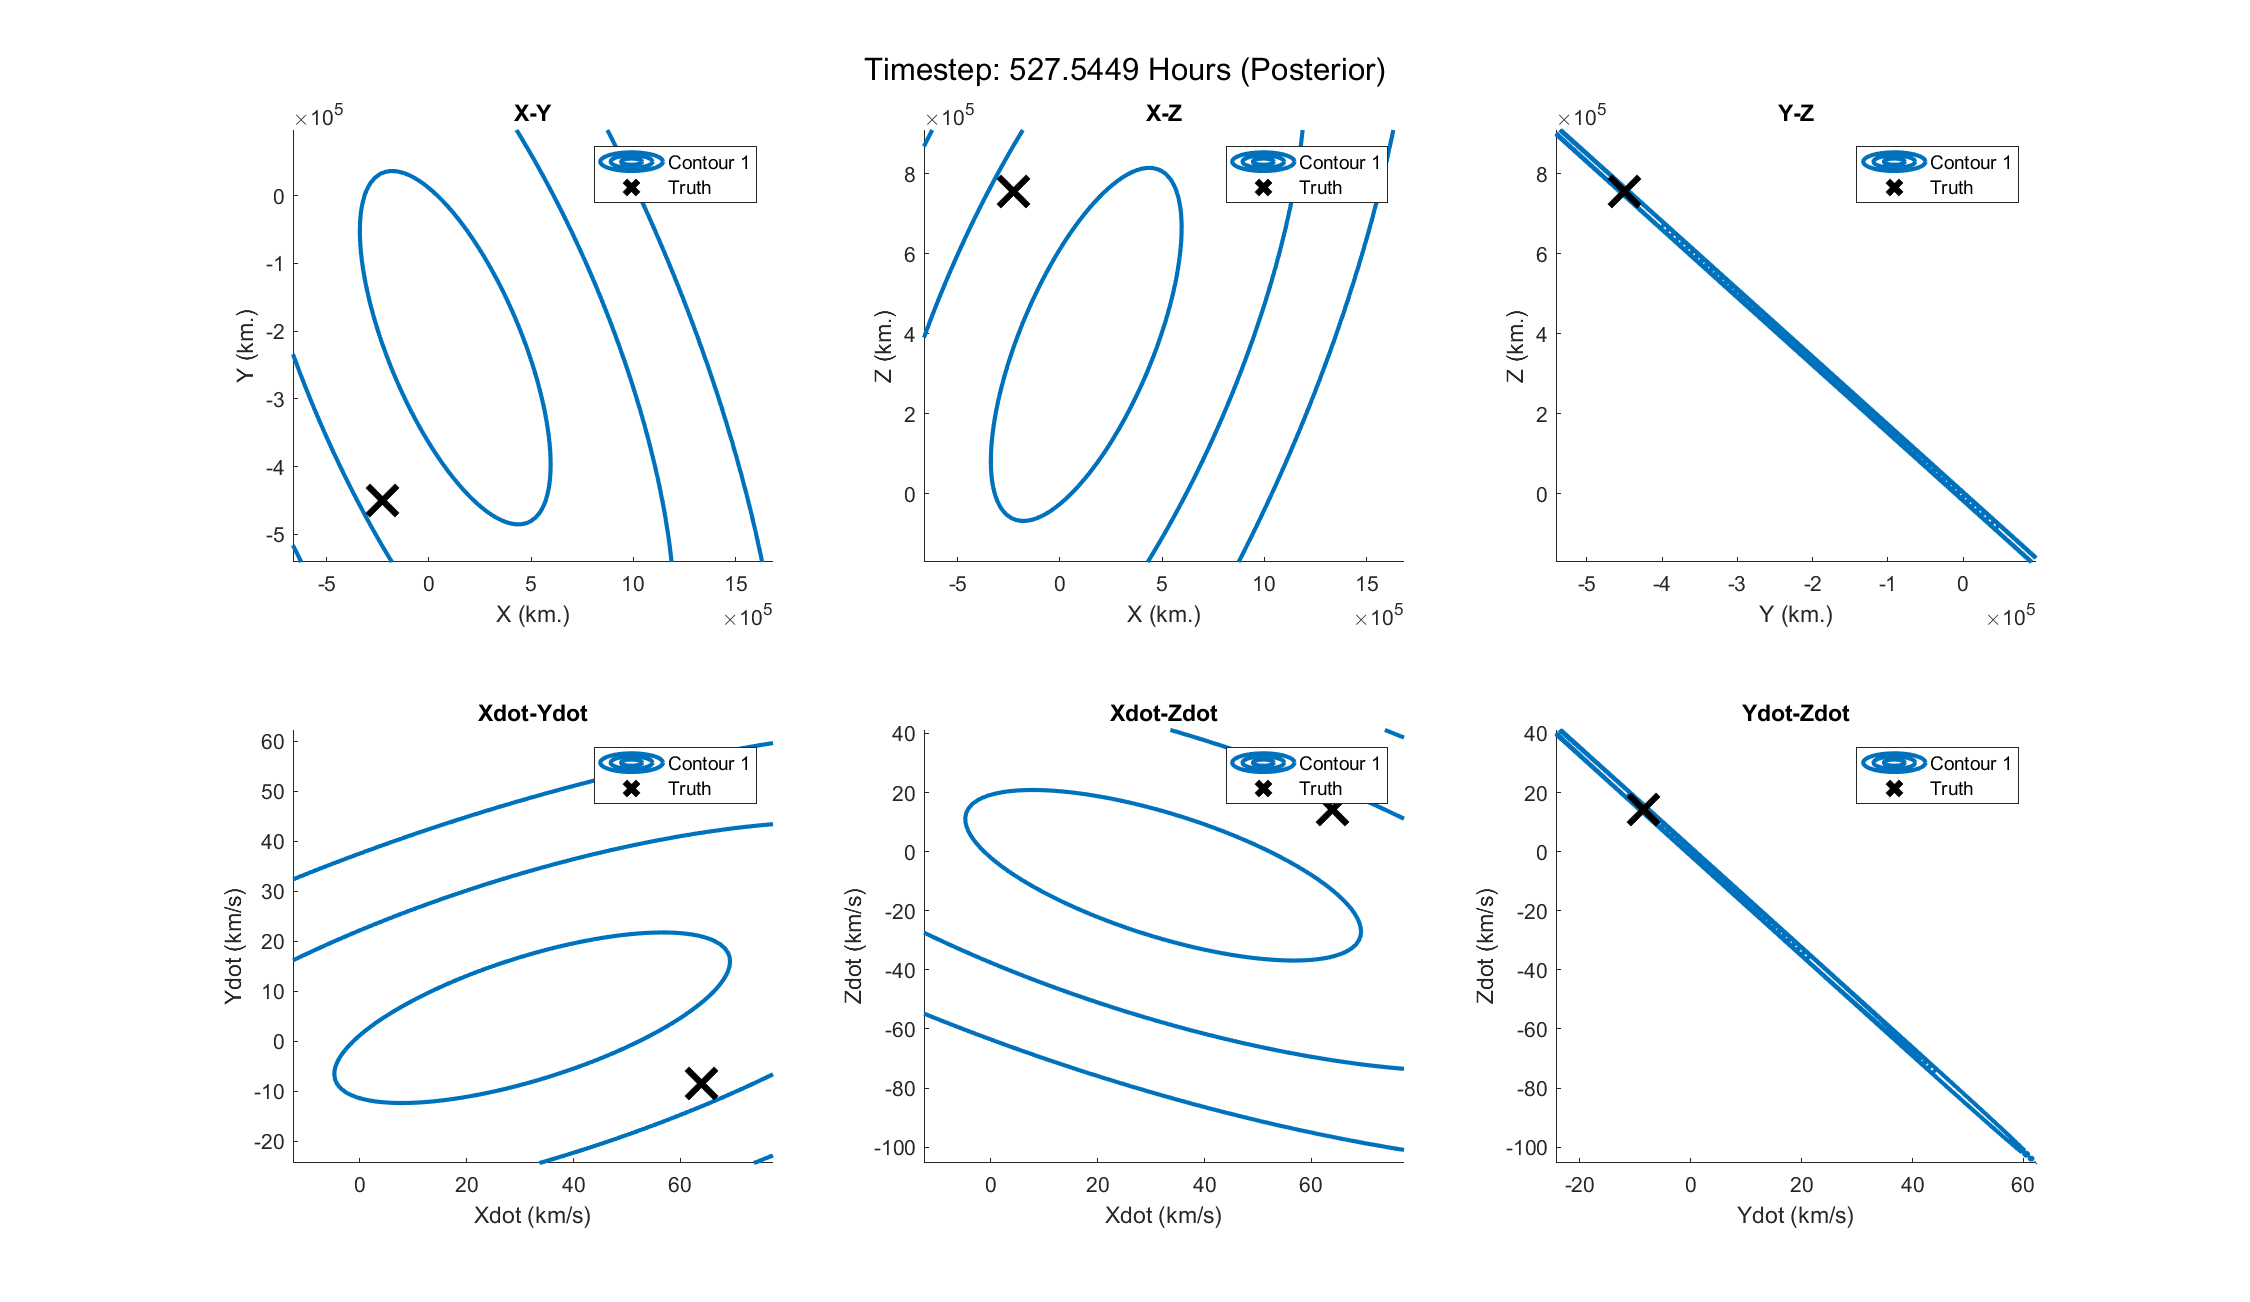 Timestep: 527.5449 Hours (Posterior)
X-Y
×10^5
0
-1
-2
-3
-4
-5
Y (km.)
-5 0 5 10 15
X (km.)
×10^5
Contour 1
Truth
X-Z
×10^5
8
6
4
2
0
Z (km.)
-5 0 5 10 15
X (km.)
×10^5
Contour 1
Truth
Y-Z
×10^5
8
6
4
2
0
Z (km.)
-5 -4 -3 -2 -1 0
Y (km.)
×10^5
Contour 1
Truth
Xdot-Ydot
60
50
40
30
20
10
0
-10
-20
Ydot (km/s)
0 20 40 60
Xdot (km/s)
Contour 1
Truth
Xdot-Zdot
40
20
0
-20
-40
-60
-80
-100
Zdot (km/s)
0 20 40 60
Xdot (km/s)
Contour 1
Truth
Ydot-Zdot
40
20
0
-20
-40
-60
-80
-100
Zdot (km/s)
-20 0 20 40 60
Ydot (km/s)
Contour 1
Truth